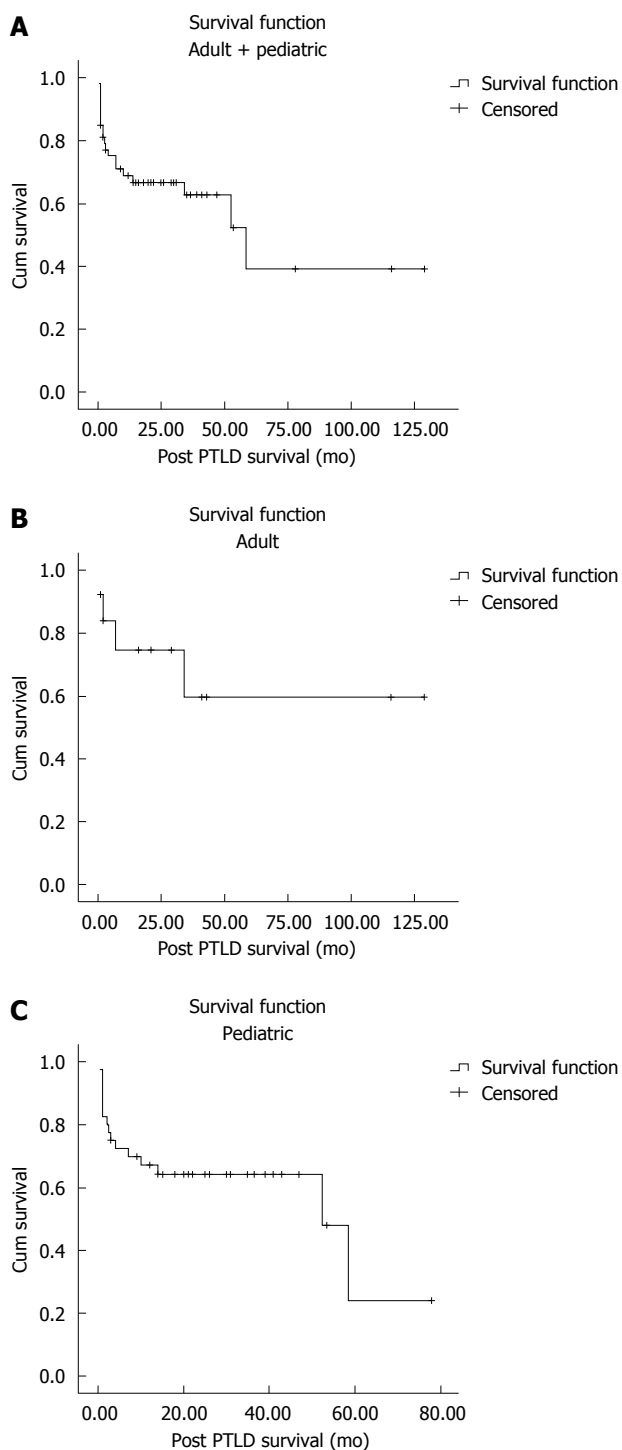 A
Survival function
Adult + pediatric
Survival function
Censored
1.0
0.8
0.6
0.4
0.2
0.0
Cum survival
0.00 25.00 50.00 75.00 100.00 125.00
Post PTLD survival (mo)
B
Survival function
Adult
Survival function
Censored
1.0
0.8
0.6
0.4
0.2
0.0
Cum survival
0.00 25.00 50.00 75.00 100.00 125.00
Post PTLD survival (mo)
C
Survival function
Pediatric
Survival function
Censored
1.0
0.8
0.6
0.4
0.2
0.0
Cum survival
0.00 20.00 40.00 60.00 80.00
Post PTLD survival (mo)